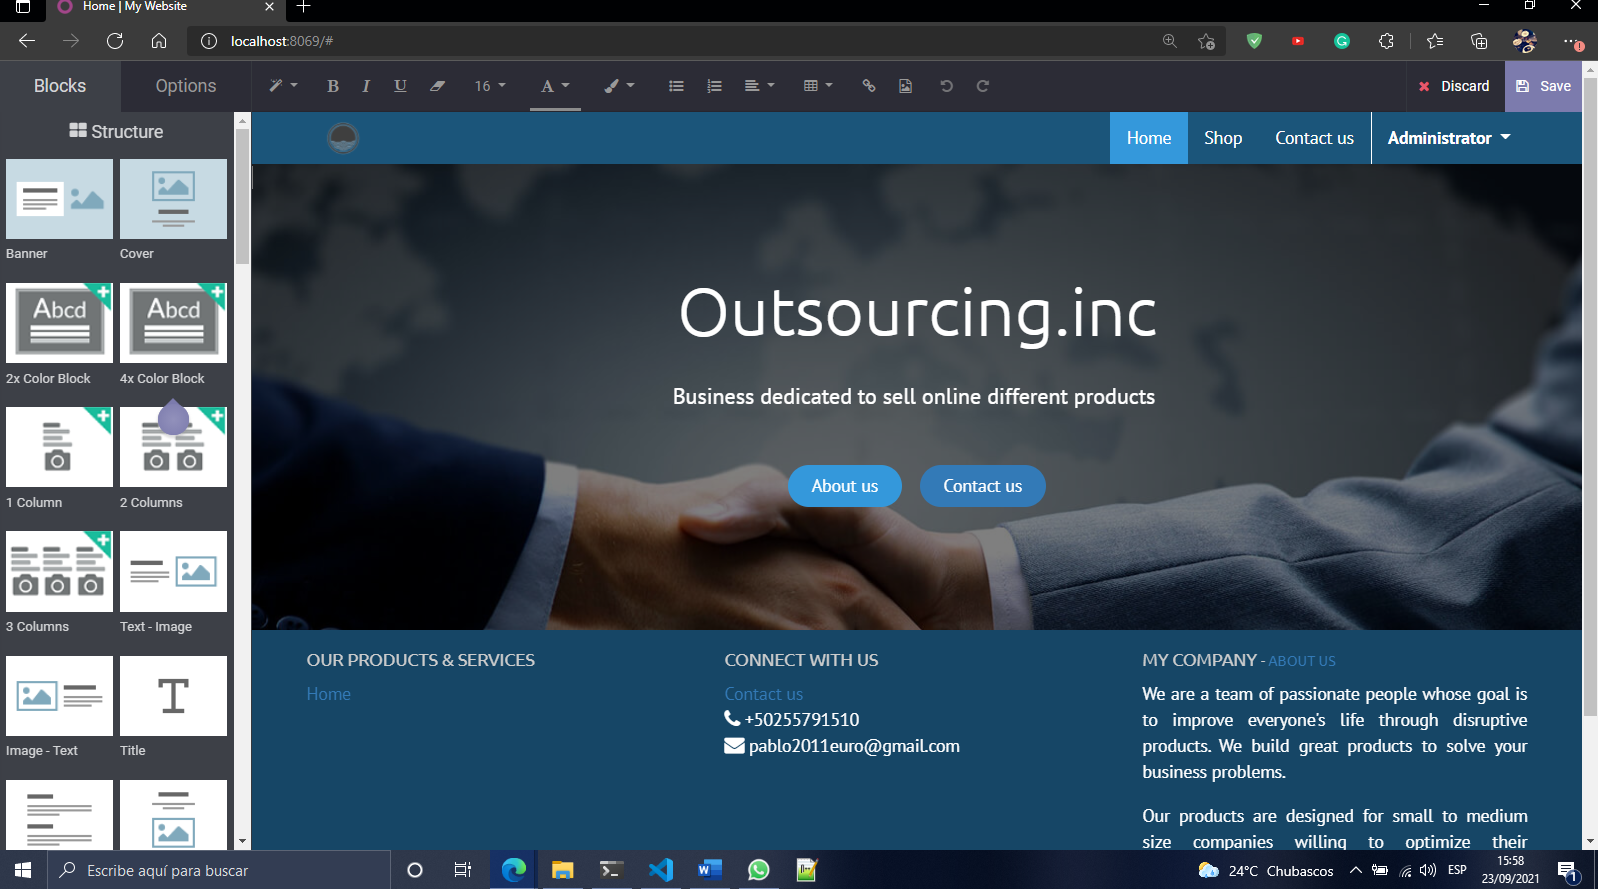 Home | My Website
localhost:8069/#
Blocks
Options
B I U
16
A
Discard
Save
Structure
Banner
Cover
Abcd
Abcd
2x Color Block
4x Color Block
1 Column
2 Columns
3 Columns
Text - Image
Image - Text
T
Title
Home
Shop
Contact us
Administrator
Outsourcing.inc
Business dedicated to sell online different products
About us
Contact us
OUR PRODUCTS & SERVICES
Home
CONNECT WITH US
Contact us
+50255791510
pablo2011euro@gmail.com
MY COMPANY - ABOUT US
We are a team of passionate people whose goal is
to improve everyone's life through disruptive
products. We build great products to solve your
business problems.
Our products are designed for small to medium
size companies willing to optimize their
Escribe aquí para buscar
24°C Chubascos
ESP
15:58
23/09/2021
1